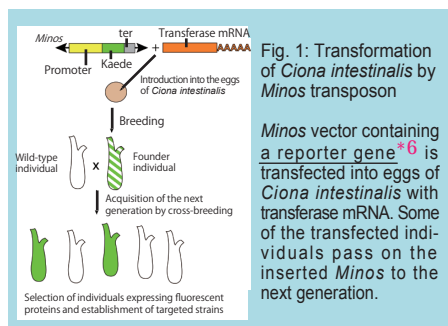 ter
Minos
+
Transferase mRNA
Promoter
Kaede
Introduction into the eggs
of Ciona intestinalis
Breeding
Wild-type
individual
x
Founder
individual
Acquisition of the next
generation by cross-breeding
Selection of individuals expressing fluorescent
proteins and establishment of targeted strains
Fig. 1: Transformation
of Ciona intestinalis by
Minos transposon
Minos vector containing
a reporter gene*6 is
transfected into eggs of
Ciona intestinalis with
transferase mRNA. Some
of the transfected indi-
viduals pass on the
inserted Minos to the
next generation.